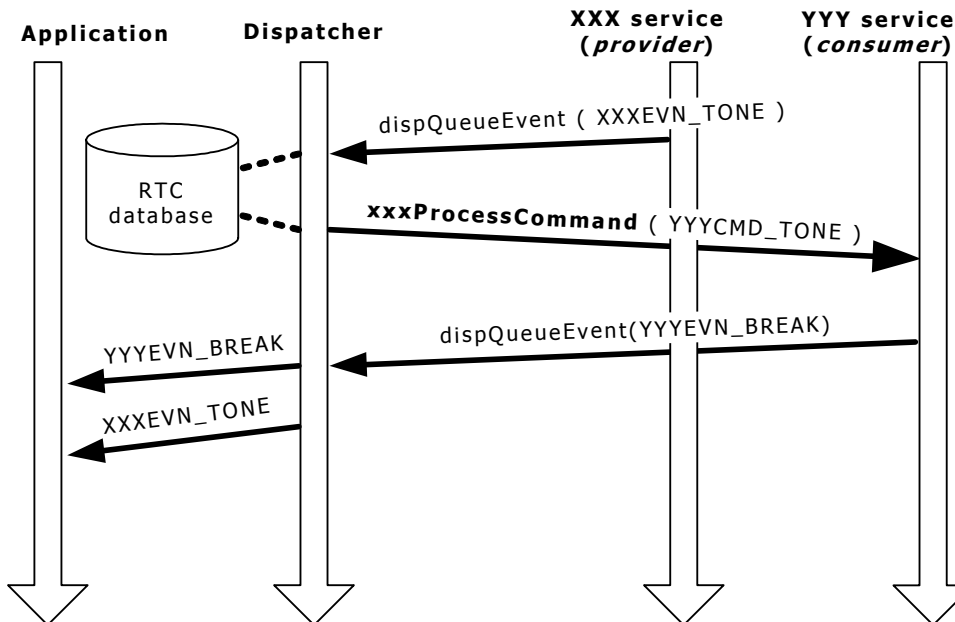 Application
Dispatcher
XXX service
(provider)
YYY service
(consumer)
dispQueueEvent ( XXXEVN_TONE )
RTC
database
xxxProcessCommand ( YYYCMD_TONE )
dispQueueEvent(YYYEVN_BREAK)
YYYEVN_BREAK
XXXEVN_TONE